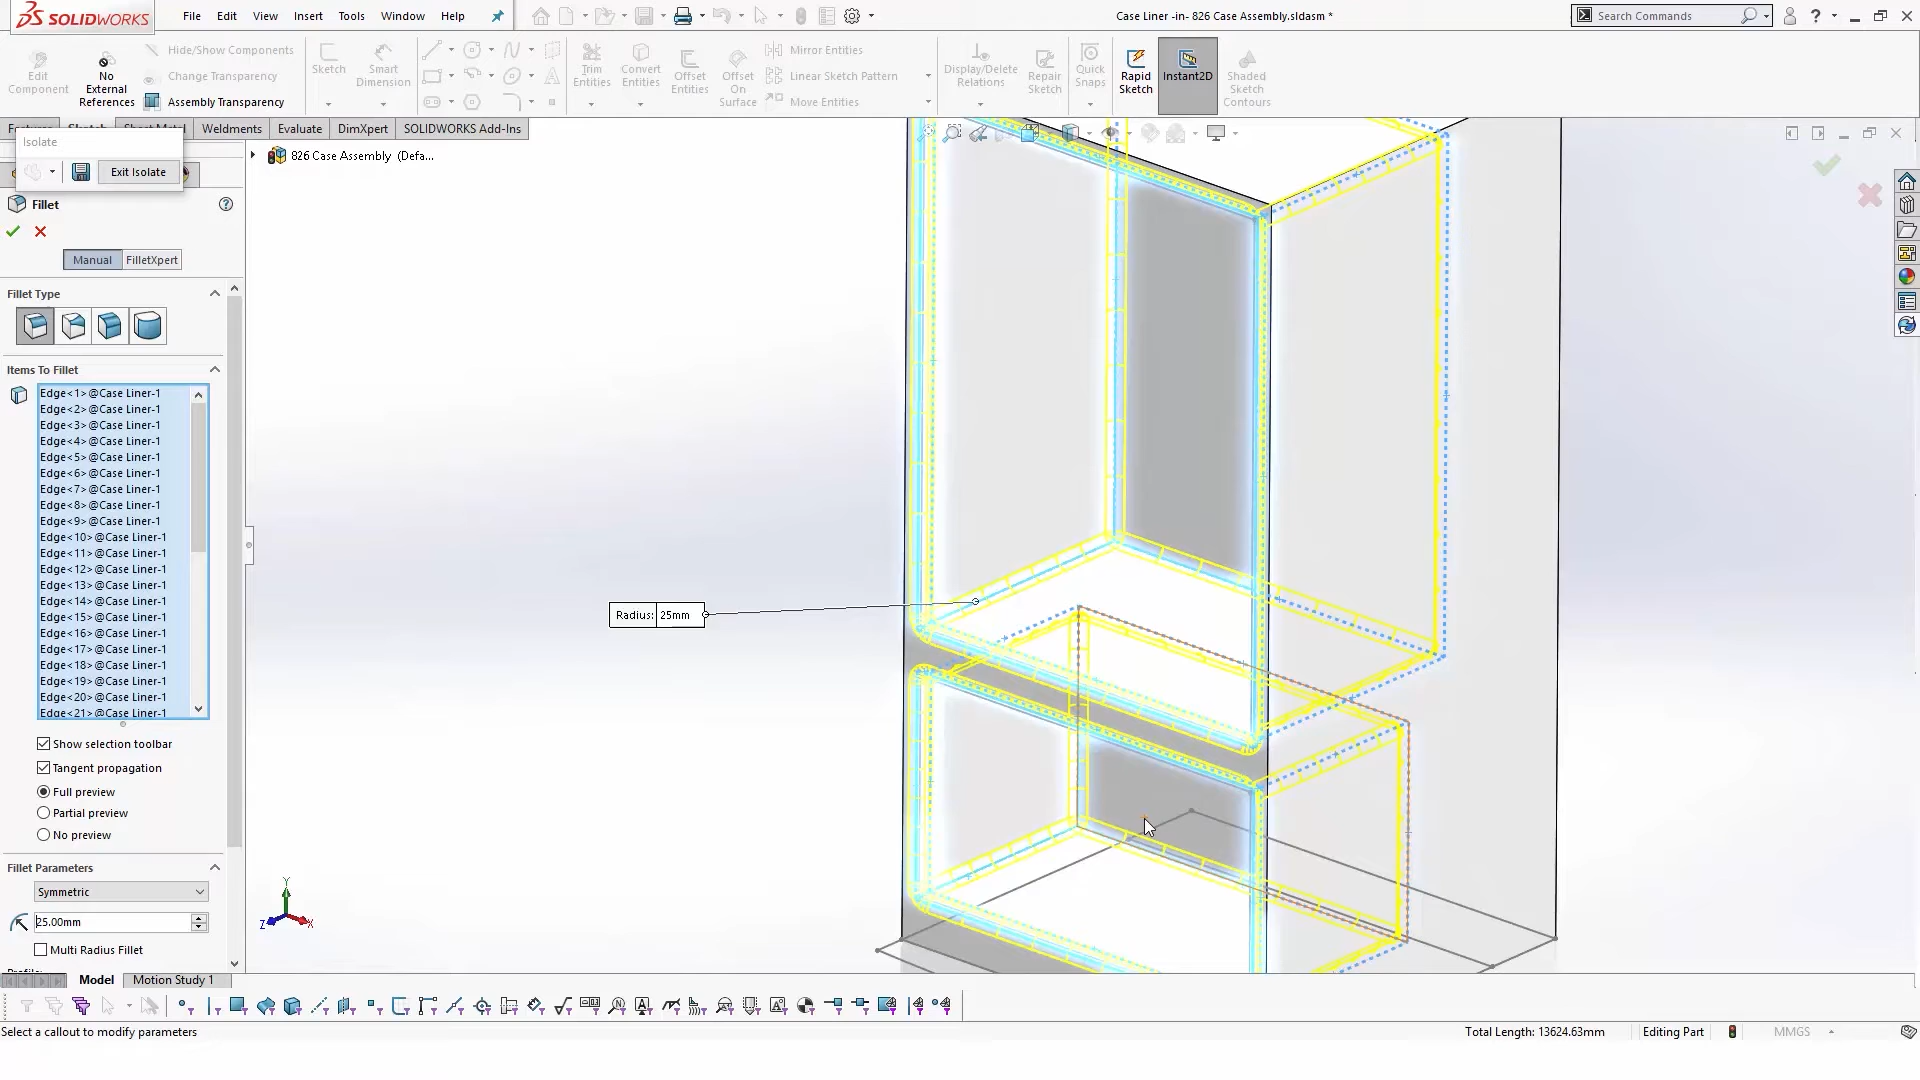 SOLIDWORKS
File Edit View Insert Tools Window Help
Case Liner -in- 826 Case Assembly.sldasm *
Search Commands
Edit Component
No External References
Hide/Show Components
Change Transparency
Assembly Transparency
Sketch
Smart Dimension
Trim Entities
Convert Entities
Offset Entities
Offset On Surface
Mirror Entities
Linear Sketch Pattern
Move Entities
Display/Delete Relations
Repair Sketch
Quick Snaps
Rapid Sketch
Instant2D
Shaded Sketch Contours
Weldments Evaluate DimXpert SOLIDWORKS Add-Ins
Isolate
Exit Isolate
826 Case Assembly (Defa...
Fillet
Manual FilletXpert
Fillet Type
Items To Fillet
Edge<1>@Case Liner-1
Edge<2>@Case Liner-1
Edge<3>@Case Liner-1
Edge<4>@Case Liner-1
Edge<5>@Case Liner-1
Edge<6>@Case Liner-1
Edge<7>@Case Liner-1
Edge<8>@Case Liner-1
Edge<9>@Case Liner-1
Edge<10>@Case Liner-1
Edge<11>@Case Liner-1
Edge<12>@Case Liner-1
Edge<13>@Case Liner-1
Edge<14>@Case Liner-1
Edge<15>@Case Liner-1
Edge<16>@Case Liner-1
Edge<17>@Case Liner-1
Edge<18>@Case Liner-1
Edge<19>@Case Liner-1
Edge<20>@Case Liner-1
Edge<21>@Case Liner-1
Show selection toolbar
Tangent propagation
Full preview
Partial preview
No preview
Fillet Parameters
Symmetric
25.00mm
Multi Radius Fillet
Radius: 25mm
Y
Z X
Model Motion Study 1
Select a callout to modify parameters
Total Length: 13624.63mm Editing Part MMGS